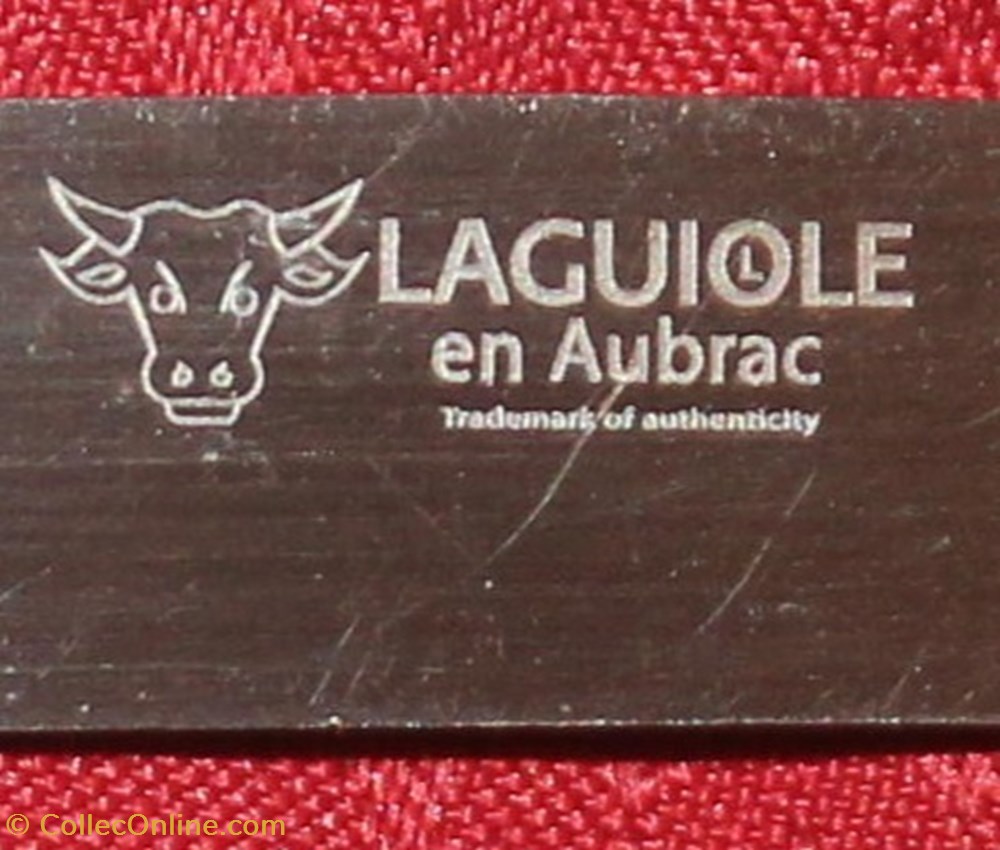 LAGUIOLE
en Aubrac
Trademark of authenticity
© CollecOnline.com